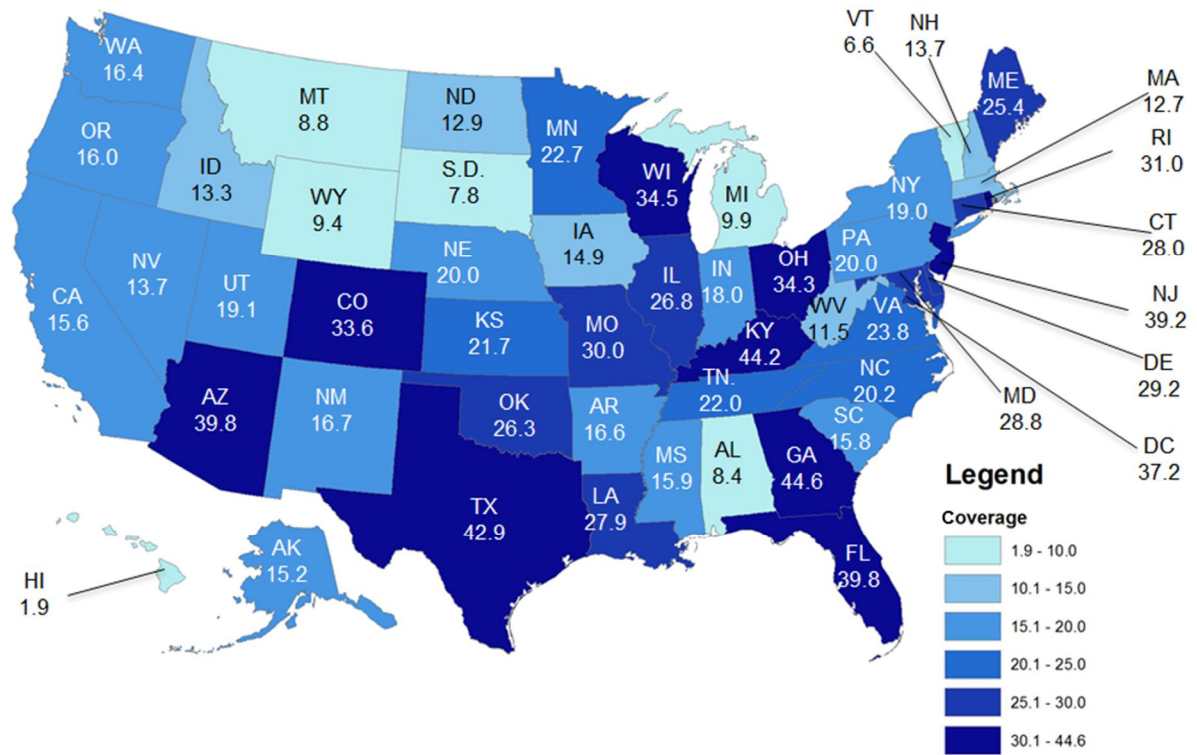 VT
6.6
NH
13.7
WA
16.4
MT
8.8
ND
12.9
MN
22.7
ME
25.4
MA
12.7
OR
16.0
ID
13.3
S.D.
7.8
WI
34.5
MI
9.9
NY
19.0
RI
31.0
WY
9.4
CT
28.0
IA
14.9
PA
20.0
NE
20.0
NV
13.7
UT
19.1
CA
15.6
CO
33.6
KS
21.7
MO
30.0
IL
26.8
IN
18.0
OH
34.3
WV
11.5
VA
23.8
NJ
39.2
KY
44.2
DE
29.2
MD
28.8
DC
37.2
AZ
39.8
NM
16.7
OK
26.3
AR
16.6
TN.
22.0
NC
20.2
SC
15.8
MS
15.9
AL
8.4
GA
44.6
TX
42.9
LA
27.9
FL
39.8
AK
15.2
HI
1.9
Legend
Coverage
1.9 - 10.0
10.1 - 15.0
15.1 - 20.0
20.1 - 25.0
25.1 - 30.0
30.1 - 44.6